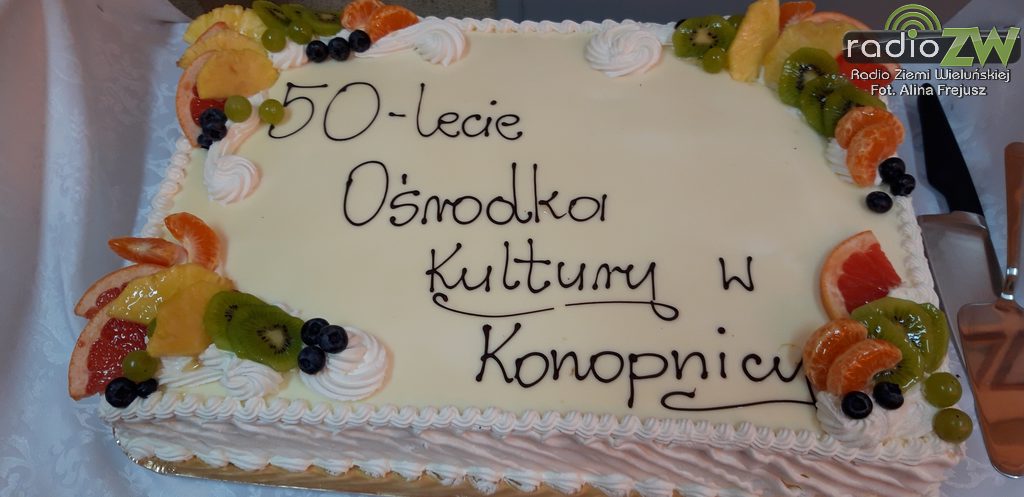 radioZW
Radio Ziemi Wieluńskiej
Fot. Alina Frejusz
50-lecie
Ośrodka
Kultury w
Konopnicy